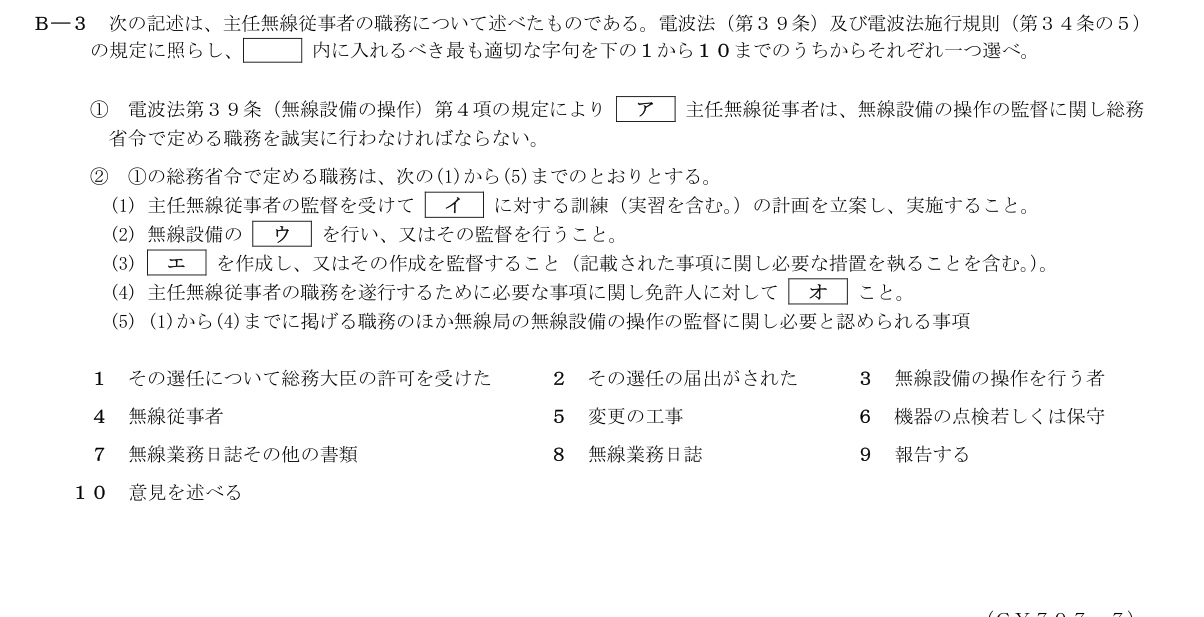 Ｂ－３　次の記述は、主任無線従事者の職務について述べたものである。電波法（第３９条）及び電波法施行規則（第３４条の５）
の規定に照らし、 内に入れるべき最も適切な字句を下の１から１０までのうちからそれぞれ一つ選べ。
①　電波法第３９条（無線設備の操作）第４項の規定により ア 主任無線従事者は、無線設備の操作の監督に関し総務
省令で定める職務を誠実に行わなければならない。
②　①の総務省令で定める職務は、次の(1)から(5)までのとおりとする。
(1) 主任無線従事者の監督を受けて イ に対する訓練（実習を含む。）の計画を立案し、実施すること。
(2) 無線設備の ウ を行い、又はその監督を行うこと。
(3) エ を作成し、又はその作成を監督すること（記載された事項に関し必要な措置を執ることを含む。）。
(4) 主任無線従事者の職務を遂行するために必要な事項に関し免許人に対して オ こと。
(5) (1)から(4)までに掲げる職務のほか無線局の無線設備の操作の監督に関し必要と認められる事項
１　その選任について総務大臣の許可を受けた　２　その選任の届出がされた　３　無線設備の操作を行う者
４　無線従事者　５　変更の工事　６　機器の点検若しくは保守
７　無線業務日誌その他の書類　８　無線業務日誌　９　報告する
１０　意見を述べる